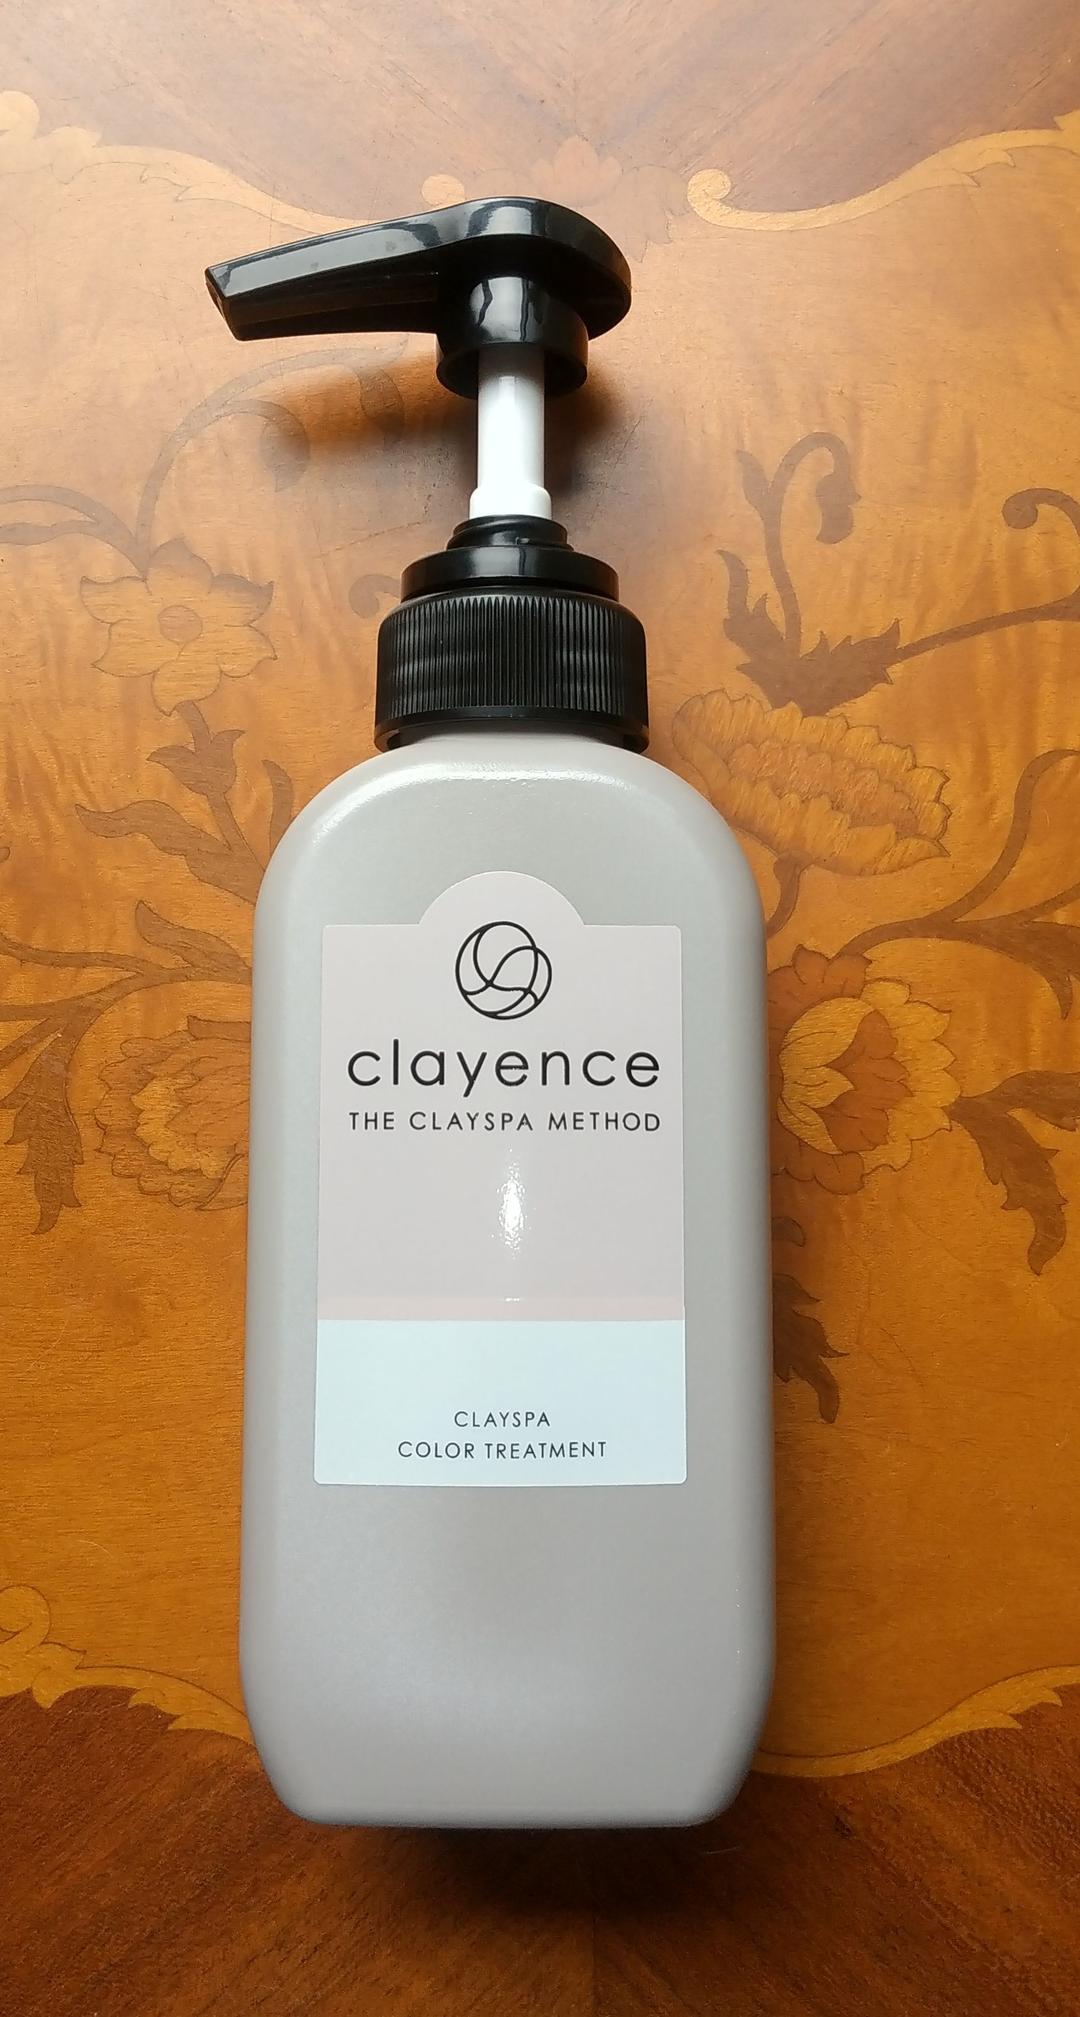 clayence
THE CLAYSPA METHOD
CLAYSPA
COLOR TREATMENT